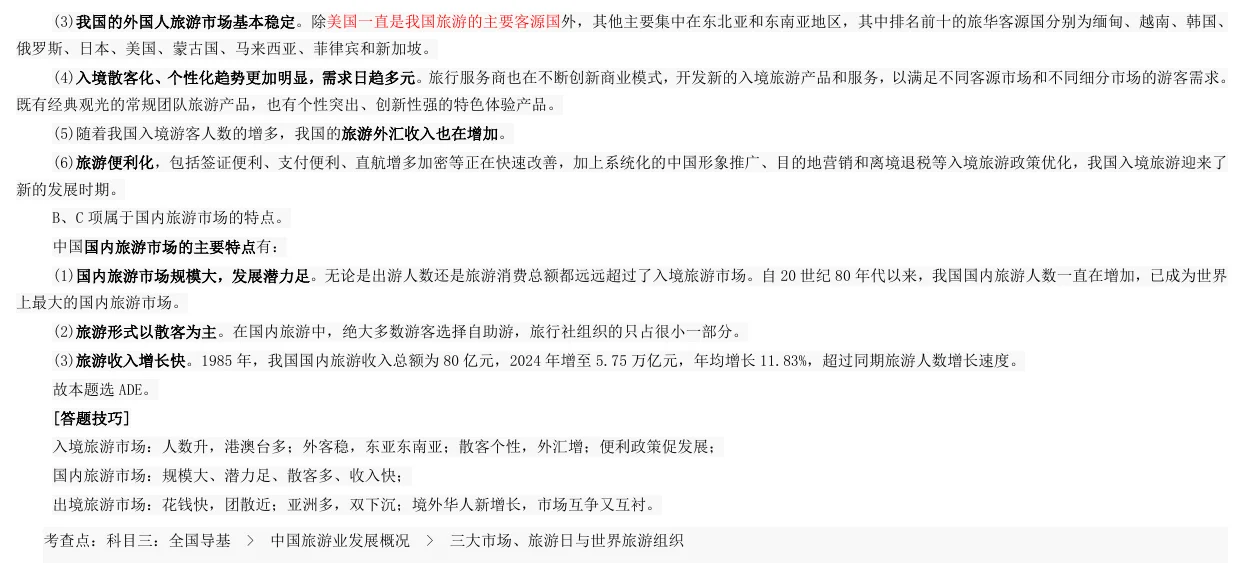 (3)我国的外国人旅游市场基本稳定。除美国一直是我国旅游的主要客源国外，其他主要集中在东北亚和东南亚地区，其中排名前十的旅华客源国分别为缅甸、越南、韩国、
俄罗斯、日本、美国、蒙古国、马来西亚、菲律宾和新加坡。
(4)入境散客化、个性化趋势更加明显，需求日趋多元。旅行服务商也在不断创新商业模式，开发新的入境旅游产品和服务，以满足不同客源市场和不同细分市场的游客需求。
既有经典观光的常规团队旅游产品，也有个性突出、创新性强的特色体验产品。
(5)随着我国入境游客人数的增多，我国的旅游外汇收入也在增加。
(6)旅游便利化，包括签证便利、支付便利、直航增多加密等正在快速改善，加上系统化的中国形象推广、目的地营销和离境退税等入境旅游政策优化，我国入境旅游迎来了
新的发展时期。
B、C 项属于国内旅游市场的特点。
中国国内旅游市场的主要特点有：
(1)国内旅游市场规模大，发展潜力足。无论是出游人数还是旅游消费总额都远远超过了入境旅游市场。自 20 世纪 80 年代以来，我国国内旅游人数一直在增加，已成为世界
上最大的国内旅游市场。
(2)旅游形式以散客为主。在国内旅游中，绝大多数游客选择自助游，旅行社组织的只占很小一部分。
(3)旅游收入增长快。1985 年，我国国内旅游收入总额为 80 亿元，2024 年增至 5.75 万亿元，年均增长 11.83%，超过同期旅游人数增长速度。
故本题选 ADE。
[答题技巧]
入境旅游市场：人数升，港澳台多；外客稳，东亚东南亚；散客个性，外汇增；便利政策促发展；
国内旅游市场：规模大、潜力足、散客多、收入快；
出境旅游市场：花钱快，团散近；亚洲多，双下沉；境外华人新增长，市场互争又互衬。
考查点：科目三：全国导基 > 中国旅游业发展概况 > 三大市场、旅游日与世界旅游组织